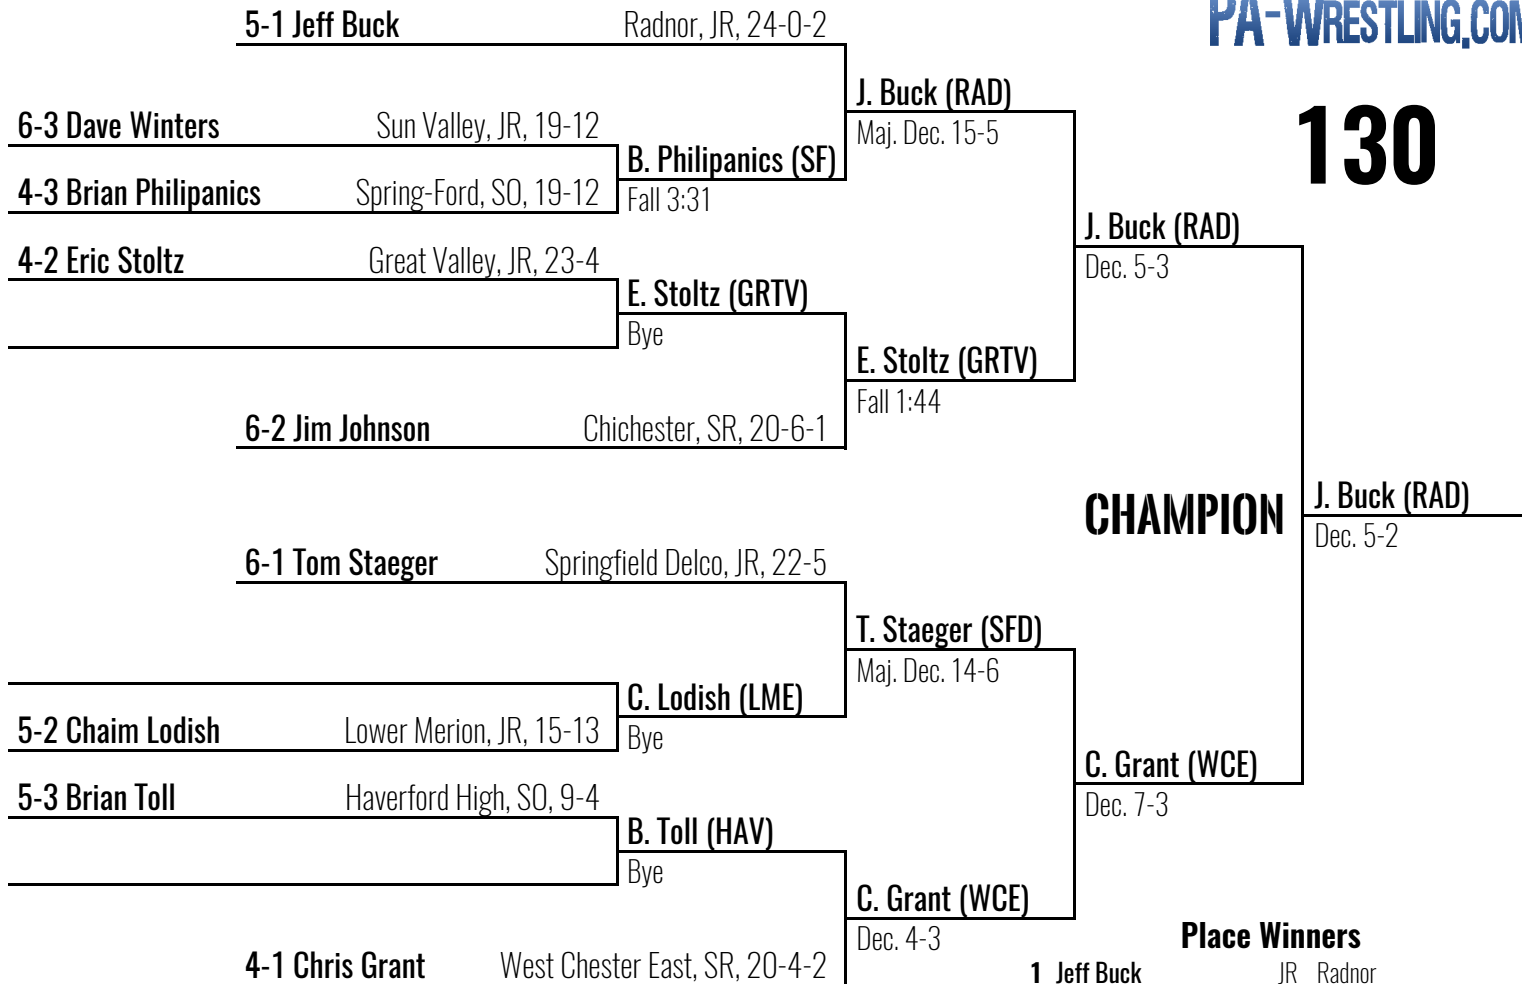 PA-WRESTLING.COM
130
5-1 Jeff Buck Radnor, JR, 24-0-2
J. Buck (RAD)
Maj. Dec. 15-5
6-3 Dave Winters Sun Valley, JR, 19-12
B. Philipanics (SF)
Fall 3:31
4-3 Brian Philipanics Spring-Ford, SO, 19-12
J. Buck (RAD)
Dec. 5-3
4-2 Eric Stoltz Great Valley, JR, 23-4
E. Stoltz (GRTV)
Bye
E. Stoltz (GRTV)
Fall 1:44
6-2 Jim Johnson Chichester, SR, 20-6-1
CHAMPION
J. Buck (RAD)
Dec. 5-2
6-1 Tom Staeger Springfield Delco, JR, 22-5
T. Staeger (SFD)
Maj. Dec. 14-6
C. Lodish (LME)
Bye
5-2 Chaim Lodish Lower Merion, JR, 15-13
C. Grant (WCE)
Dec. 7-3
5-3 Brian Toll Haverford High, SO, 9-4
B. Toll (HAV)
Bye
C. Grant (WCE)
Dec. 4-3
4-1 Chris Grant West Chester East, SR, 20-4-2
Place Winners
1 Jeff Buck JR Radnor